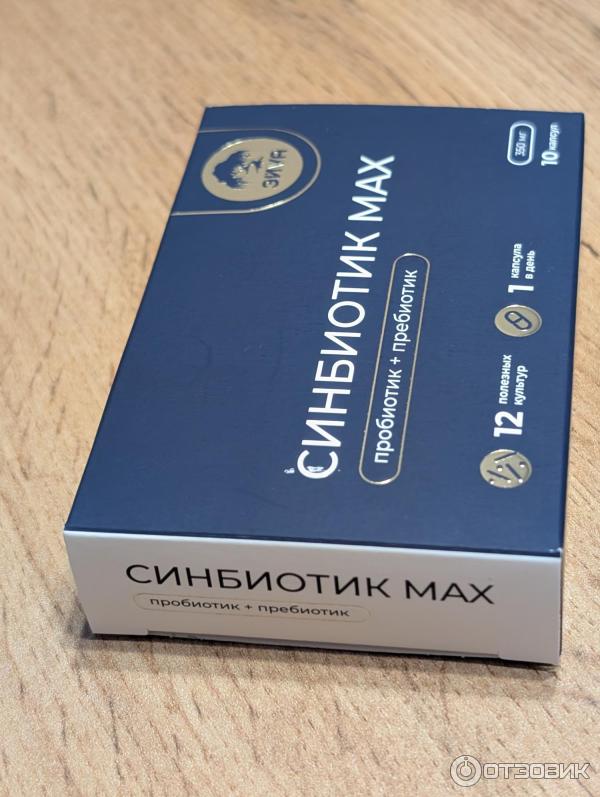 ЭИЛЯ
СИНБИОТИК MAX
пробиотик + пребиотик
350 мг
10 капсул
12 полезных
культур
1 капсула
в день
СИНБИОТИК MAX
пробиотик + пребиотик
ОТЗОВИК